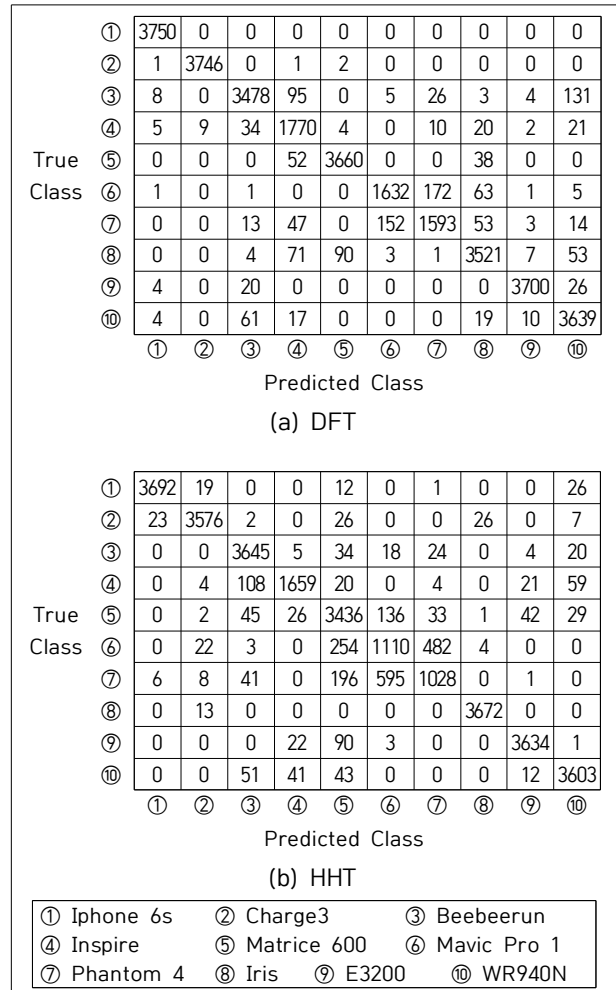 ① 3750 0 0 0 0 0 0 0 0 0
② 1 3746 0 1 2 0 0 0 0 0
③ 8 0 3478 95 0 5 26 3 4 131
④ 5 9 34 1770 4 0 10 20 2 21
True ⑤ 0 0 0 52 3660 0 0 38 0 0
Class ⑥ 1 0 1 0 0 1632 172 63 1 5
⑦ 0 0 13 47 0 152 1593 53 3 14
⑧ 0 0 4 71 90 3 1 3521 7 53
⑨ 4 0 20 0 0 0 0 0 3700 26
⑩ 4 0 61 17 0 0 0 19 10 3639
① ② ③ ④ ⑤ ⑥ ⑦ ⑧ ⑨ ⑩
Predicted Class
(a) DFT
① 3692 19 0 0 12 0 1 0 0 26
② 23 3576 2 0 26 0 0 26 0 7
③ 0 0 3645 5 34 18 24 0 4 20
④ 0 4 108 1659 20 0 4 0 21 59
True ⑤ 0 2 45 26 3436 136 33 1 42 29
Class ⑥ 0 22 3 0 254 1110 482 4 0 0
⑦ 6 8 41 0 196 595 1028 0 1 0
⑧ 0 13 0 0 0 0 0 3672 0 0
⑨ 0 0 0 22 90 3 0 0 3634 1
⑩ 0 0 51 41 43 0 0 0 12 3603
① ② ③ ④ ⑤ ⑥ ⑦ ⑧ ⑨ ⑩
Predicted Class
(b) HHT
① Iphone 6s ② Charge3 ③ Beebeerun
④ Inspire ⑤ Matrice 600 ⑥ Mavic Pro 1
⑦ Phantom 4 ⑧ Iris ⑨ E3200 ⑩ WR940N